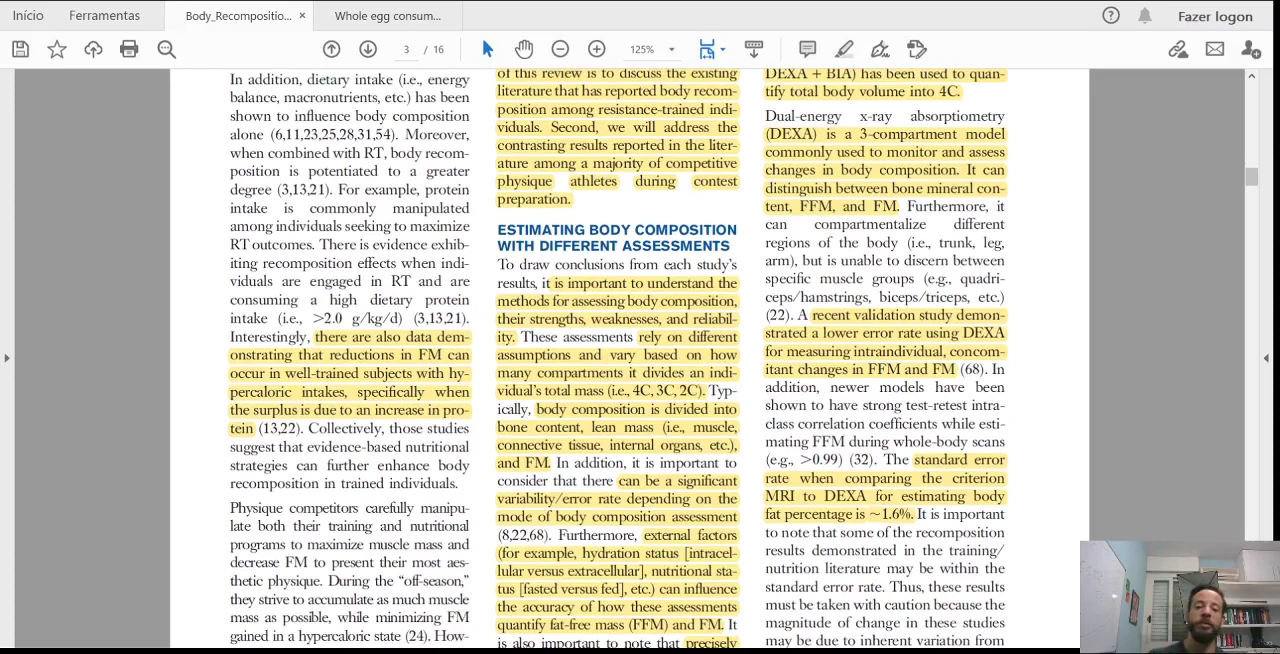 Início
Ferramentas
Body_Recompositio...
Whole egg consum...
Fazer logon
3 / 16
125%
In addition, dietary intake (i.e., energy
balance, macronutrients, etc.) has been
shown to influence body composition
alone (6,11,23,25,28,31,54). Moreover,
when combined with RT, body recom-
position is potentiated to a greater
degree (3,13,21). For example, protein
intake is commonly manipulated
among individuals seeking to maximize
RT outcomes. There is evidence exhib-
iting recomposition effects when indi-
viduals are engaged in RT and are
consuming a high dietary protein
intake (i.e., >2.0 g/kg/d) (3,13,21).
Interestingly, there are also data dem-
onstrating that reductions in FM can
occur in well-trained subjects with hy-
percaloric intakes, specifically when
the surplus is due to an increase in pro-
tein (13,22). Collectively, those studies
suggest that evidence-based nutritional
strategies can further enhance body
recomposition in trained individuals.
Physique competitors carefully manipu-
late both their training and nutritional
programs to maximize muscle mass and
decrease FM to present their most aes-
thetic physique. During the “off-season,”
they strive to accumulate as much muscle
mass as possible, while minimizing FM
gained in a hypercaloric state (24). How-
of this review is to discuss the existing
literature that has reported body recom-
position among resistance-trained indi-
viduals. Second, we will address the
contrasting results reported in the liter-
ature among a majority of competitive
physique athletes during contest
preparation.
ESTIMATING BODY COMPOSITION
WITH DIFFERENT ASSESSMENTS
To draw conclusions from each study’s
results, it is important to understand the
methods for assessing body composition,
their strengths, weaknesses, and reliabil-
ity. These assessments rely on different
assumptions and vary based on how
many compartments it divides an indi-
vidual’s total mass (i.e., 4C, 3C, 2C). Typ-
ically, body composition is divided into
bone content, lean mass (i.e., muscle,
connective tissue, internal organs, etc.),
and FM. In addition, it is important to
consider that there can be a significant
variability/error rate depending on the
mode of body composition assessment
(8,22,68). Furthermore, external factors
(for example, hydration status [intracel-
lular versus extracellular], nutritional sta-
tus [fasted versus fed], etc.) can influence
the accuracy of how these assessments
quantify fat-free mass (FFM) and FM. It
is also important to note that precisely
DEXA + BIA) has been used to quan-
tify total body volume into 4C.
Dual-energy x-ray absorptiometry
(DEXA) is a 3-compartment model
commonly used to monitor and assess
changes in body composition. It can
distinguish between bone mineral con-
tent, FFM, and FM. Furthermore, it
can compartmentalize different
regions of the body (i.e., trunk, leg,
arm), but is unable to discern between
specific muscle groups (e.g., quadri-
ceps/hamstrings, biceps/triceps, etc.)
(22). A recent validation study demon-
strated a lower error rate using DEXA
for measuring intraindividual, concom-
itant changes in FFM and FM (68). In
addition, newer models have been
shown to have strong test-retest intra-
class correlation coefficients while esti-
mating FFM during whole-body scans
(e.g., >0.99) (32). The standard error
rate when comparing the criterion
MRI to DEXA for estimating body
fat percentage is ~1.6%. It is important
to note that some of the recomposition
results demonstrated in the training/
nutrition literature may be within the
standard error rate. Thus, these results
must be taken with caution because the
magnitude of change in these studies
may be due to inherent variation from